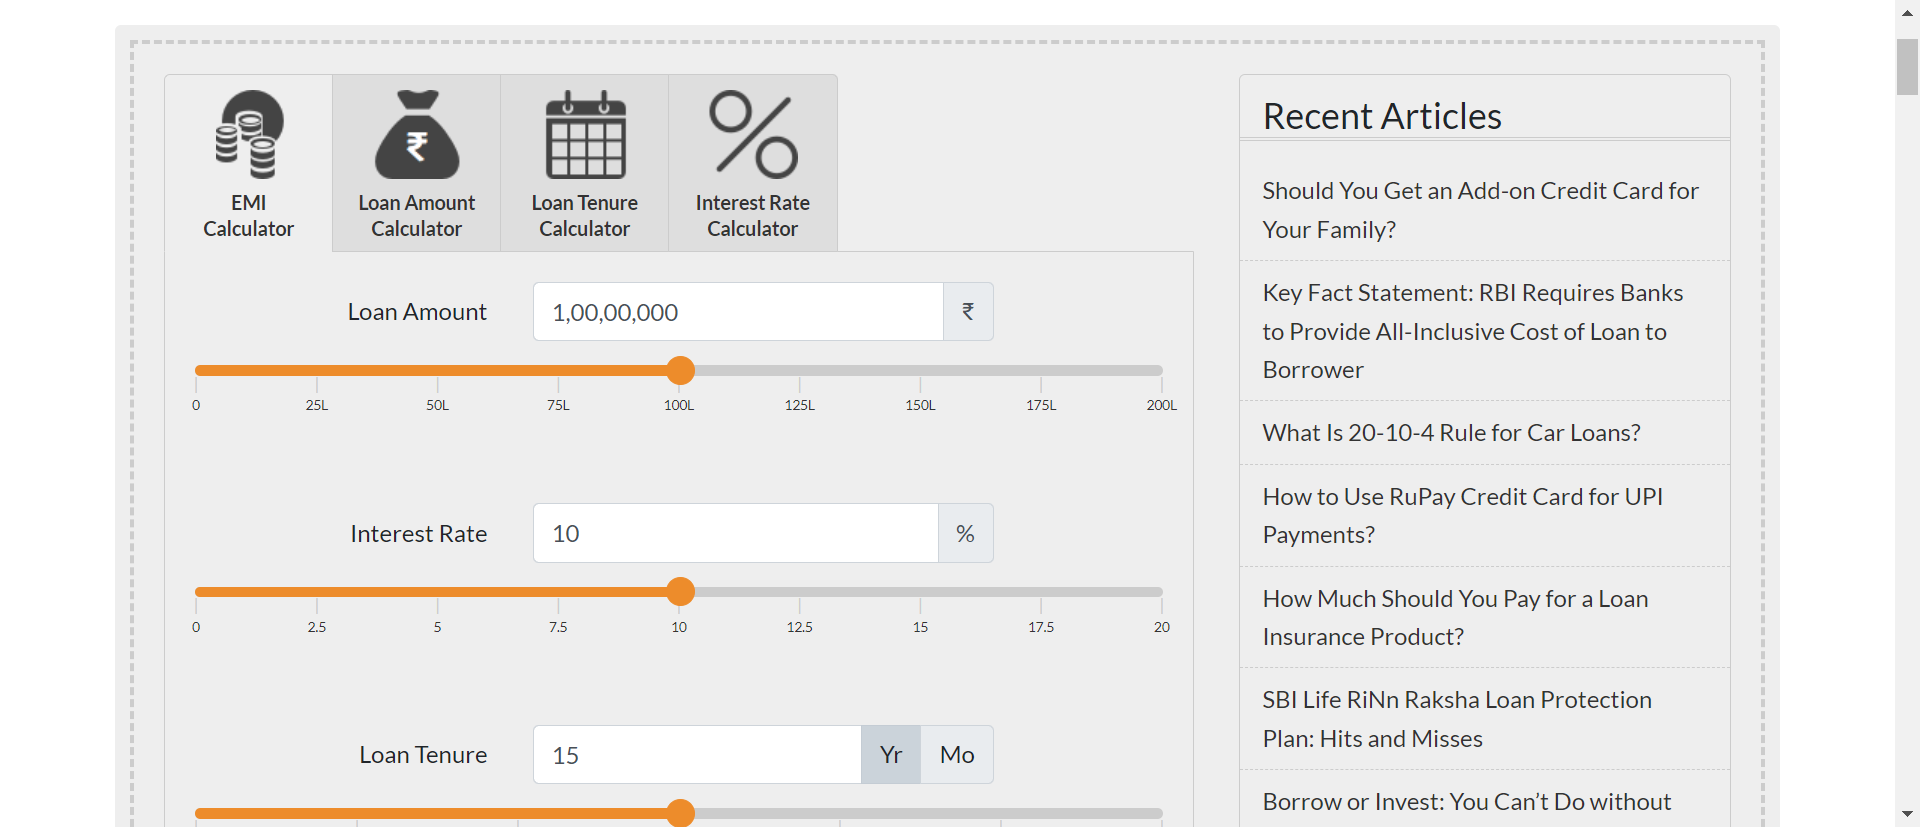 EMI
Calculator
Loan Amount
Calculator
Loan Tenure
Calculator
Interest Rate
Calculator
Loan Amount
1,00,00,000
₹
0 25L 50L 75L 100L 125L 150L 175L 200L
Interest Rate
10
%
0 2.5 5 7.5 10 12.5 15 17.5 20
Loan Tenure
15
Yr Mo
Recent Articles
Should You Get an Add-on Credit Card for
Your Family?
Key Fact Statement: RBI Requires Banks
to Provide All-Inclusive Cost of Loan to
Borrower
What Is 20-10-4 Rule for Car Loans?
How to Use RuPay Credit Card for UPI
Payments?
How Much Should You Pay for a Loan
Insurance Product?
SBI Life RiNn Raksha Loan Protection
Plan: Hits and Misses
Borrow or Invest: You Can’t Do without